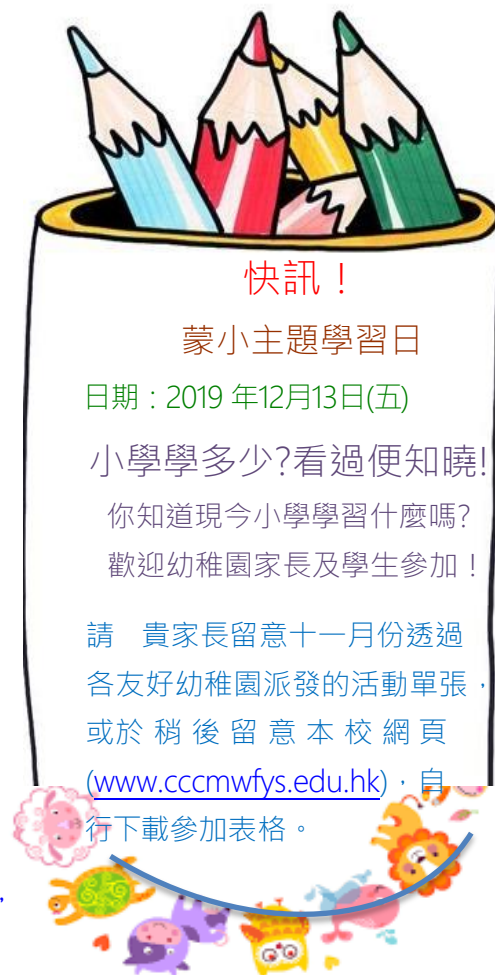 快訊！
蒙小主題學習日
日期：2019 年12月13日(五)
小學學多少?看過便知曉!
你知道現今小學學習什麼嗎?
歡迎幼稚園家長及學生參加！
請　貴家長留意十一月份透過
各友好幼稚園派發的活動單張，
或於稍後留意本校網頁
(www.cccmwfys.edu.hk)，自
行下載參加表格。
,